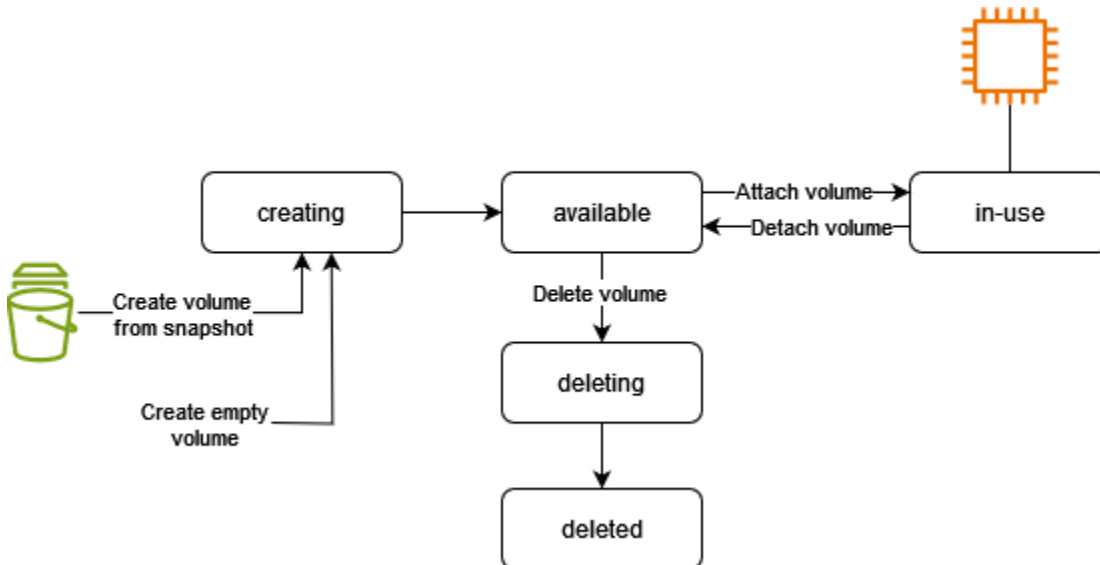 creating
available
Attach volume
Detach volume
in-use
Create volume
from snapshot
Delete volume
deleting
Create empty
volume
deleted